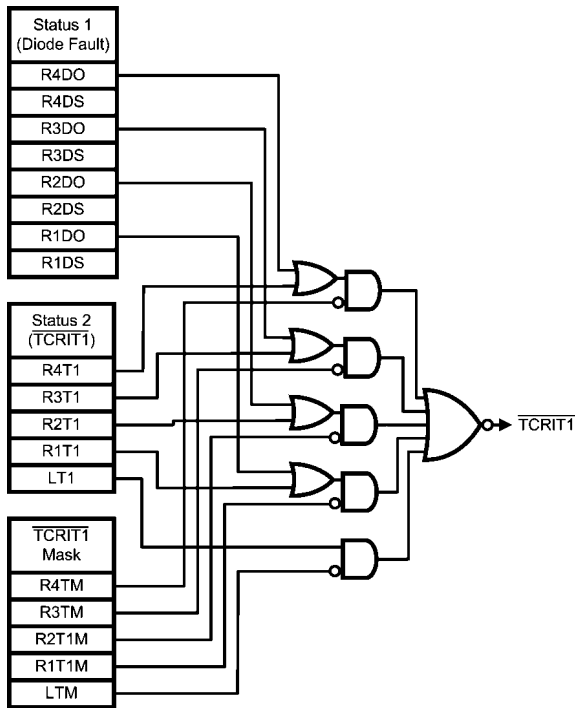 Status 1
(Diode Fault)
R4DO
R4DS
R3DO
R3DS
R2DO
R2DS
R1DO
R1DS
Status 2
(TCRIT1)
R4T1
R3T1
R2T1
R1T1
LT1
TCRIT1
Mask
R4TM
R3TM
R2T1M
R1T1M
LTM
TCRIT1